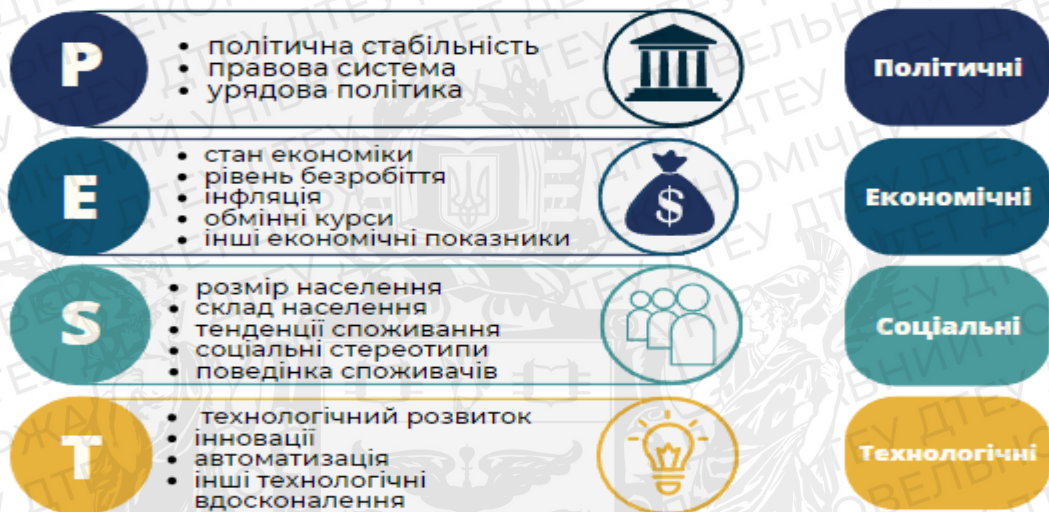 P
• політична стабільність
• правова система
• урядова політика
Політичні
E
• стан економіки
• рівень безробіття
• інфляція
• обмінні курси
• інші економічні показники
$
Економічні
S
• розмір населення
• склад населення
• тенденції споживання
• соціальні стереотипи
• поведінка споживачів
Соціальні
T
• технологічний розвиток
• інновації
• автоматизація
• інші технологічні
вдосконалення
Технологічні